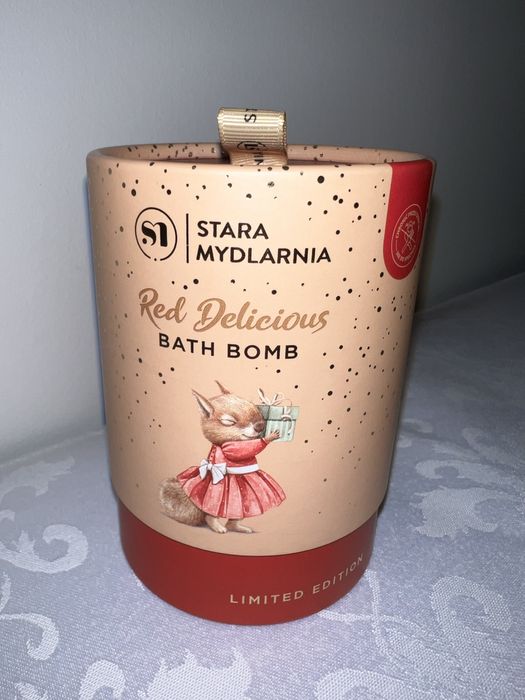 STARA
MYDLARNIA
Red Delicious
BATH BOMB
LIMITED EDITION